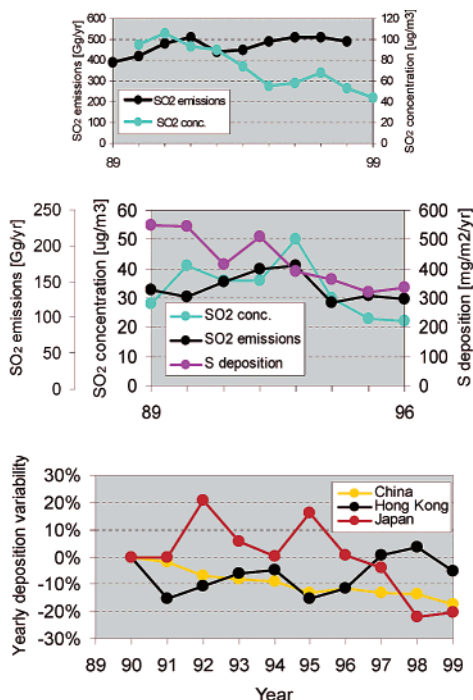 SO2 emissions [Gg/yr]
600
500
400
300
200
100
0
SO2 emissions
SO2 conc.
120
100
80
60
40
20
0
SO2 concentration [ug/m3]
89
99
SO2 emissions [Gg/yr]
250
200
150
100
50
0
SO2 concentration [ug/m3]
60
50
40
30
20
10
0
SO2 conc.
SO2 emissions
S deposition
600
500
400
300
200
100
0
S deposition [mg/m2/yr]
89
96
Yearly deposition variability
30%
20%
10%
0%
-10%
-20%
-30%
China
Hong Kong
Japan
89 90 91 92 93 94 95 96 97 98 99
Year